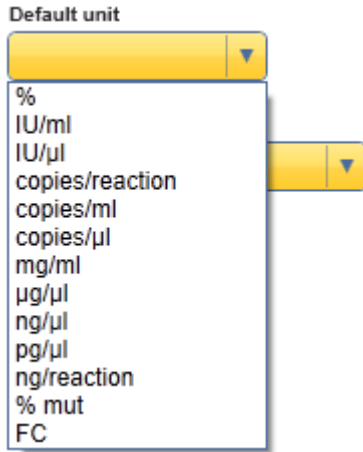 Default unit
%
IU/ml
IU/µl
copies/reaction
copies/ml
copies/µl
mg/ml
µg/µl
ng/µl
pg/µl
ng/reaction
% mut
FC